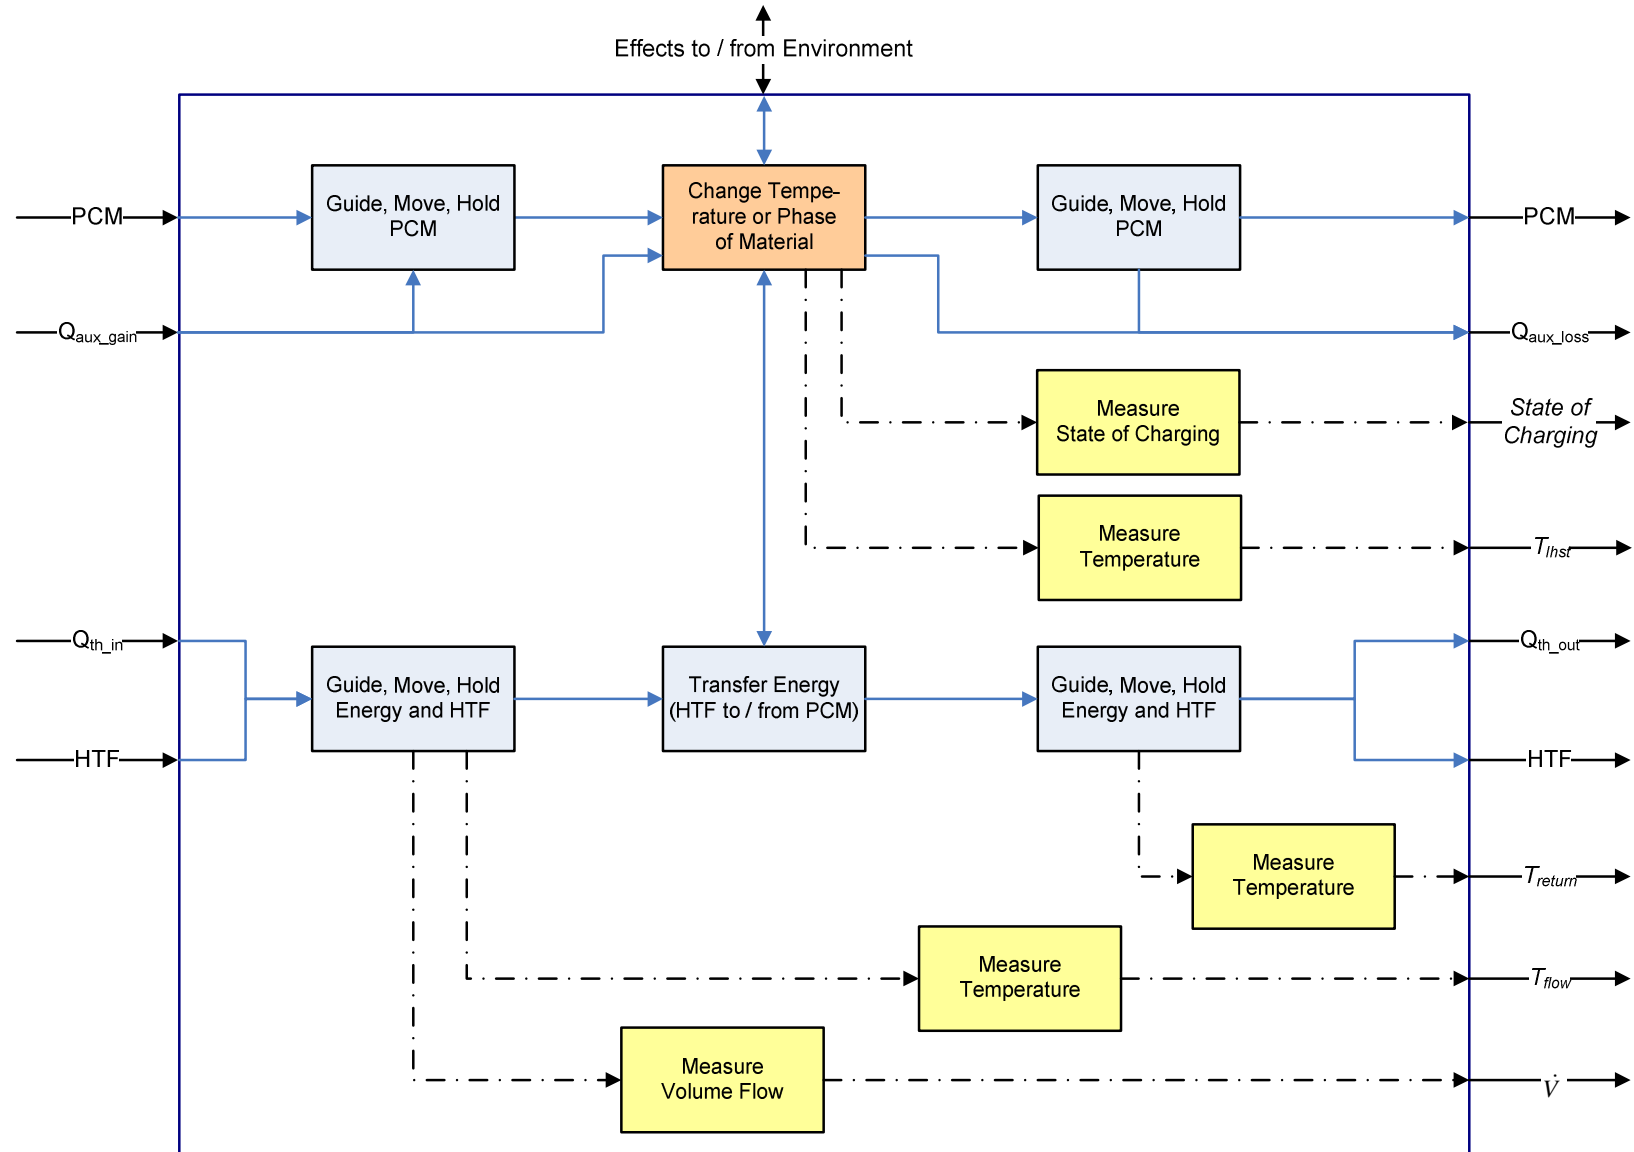 Effects to / from Environment
PCM
Guide, Move, Hold
PCM
Change Tempe-
rature or Phase
of Material
Guide, Move, Hold
PCM
PCM
Qaux_gain
Qaux_loss
Measure
State of Charging
State of
Charging
Measure
Temperature
Tlhst
Qth_in
Qth_out
Guide, Move, Hold
Energy and HTF
Transfer Energy
(HTF to / from PCM)
Guide, Move, Hold
Energy and HTF
HTF
HTF
Measure
Temperature
Treturn
Measure
Temperature
Tflow
Measure
Volume Flow
V̇